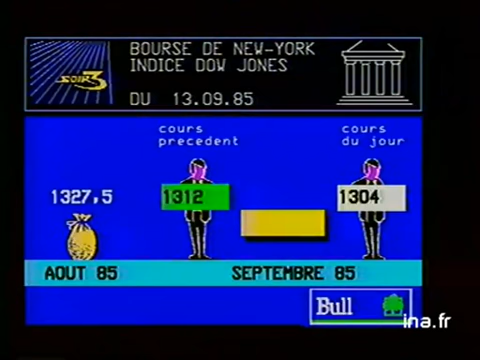 SOIR 3
BOURSE DE NEW-YORK
INDICE DOW JONES
DU 13.09.85
cours
precedent
cours
du jour
1327,5
1312
1304
AOUT 85
SEPTEMBRE 85
Bull
ina.fr